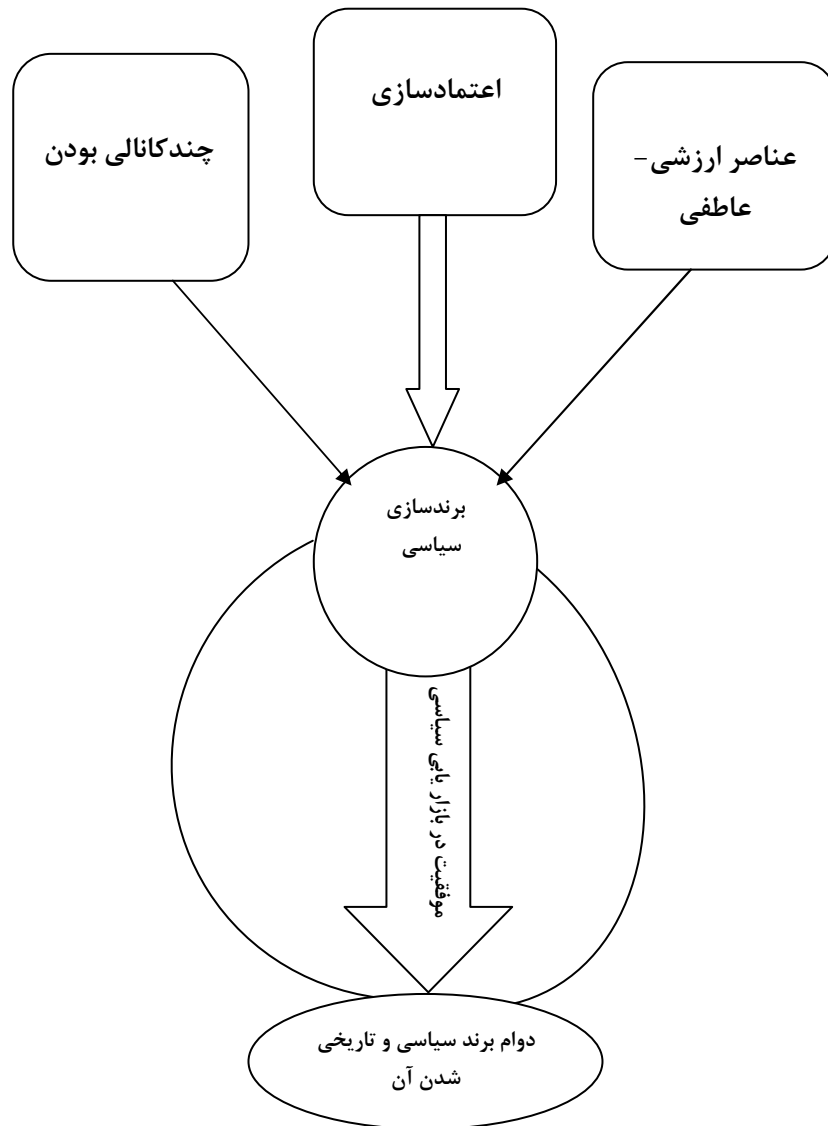 اعتمادسازی
عناصر ارزشی-
عاطفی
چندکانالی بودن
برندسازی
سیاسی
موفقیت در بازار یابی سیاسی
دوام برند سیاسی و تاریخی
شدن آن